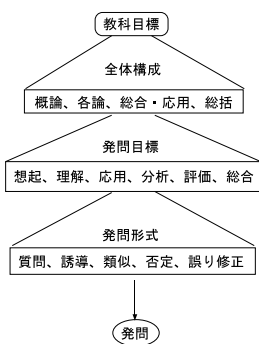 教科目標
全体構成
概論、各論、総合・応用、総括
発問目標
想起、理解、応用、分析、評価、総合
発問形式
質問、誘導、類似、否定、誤り修正
発問